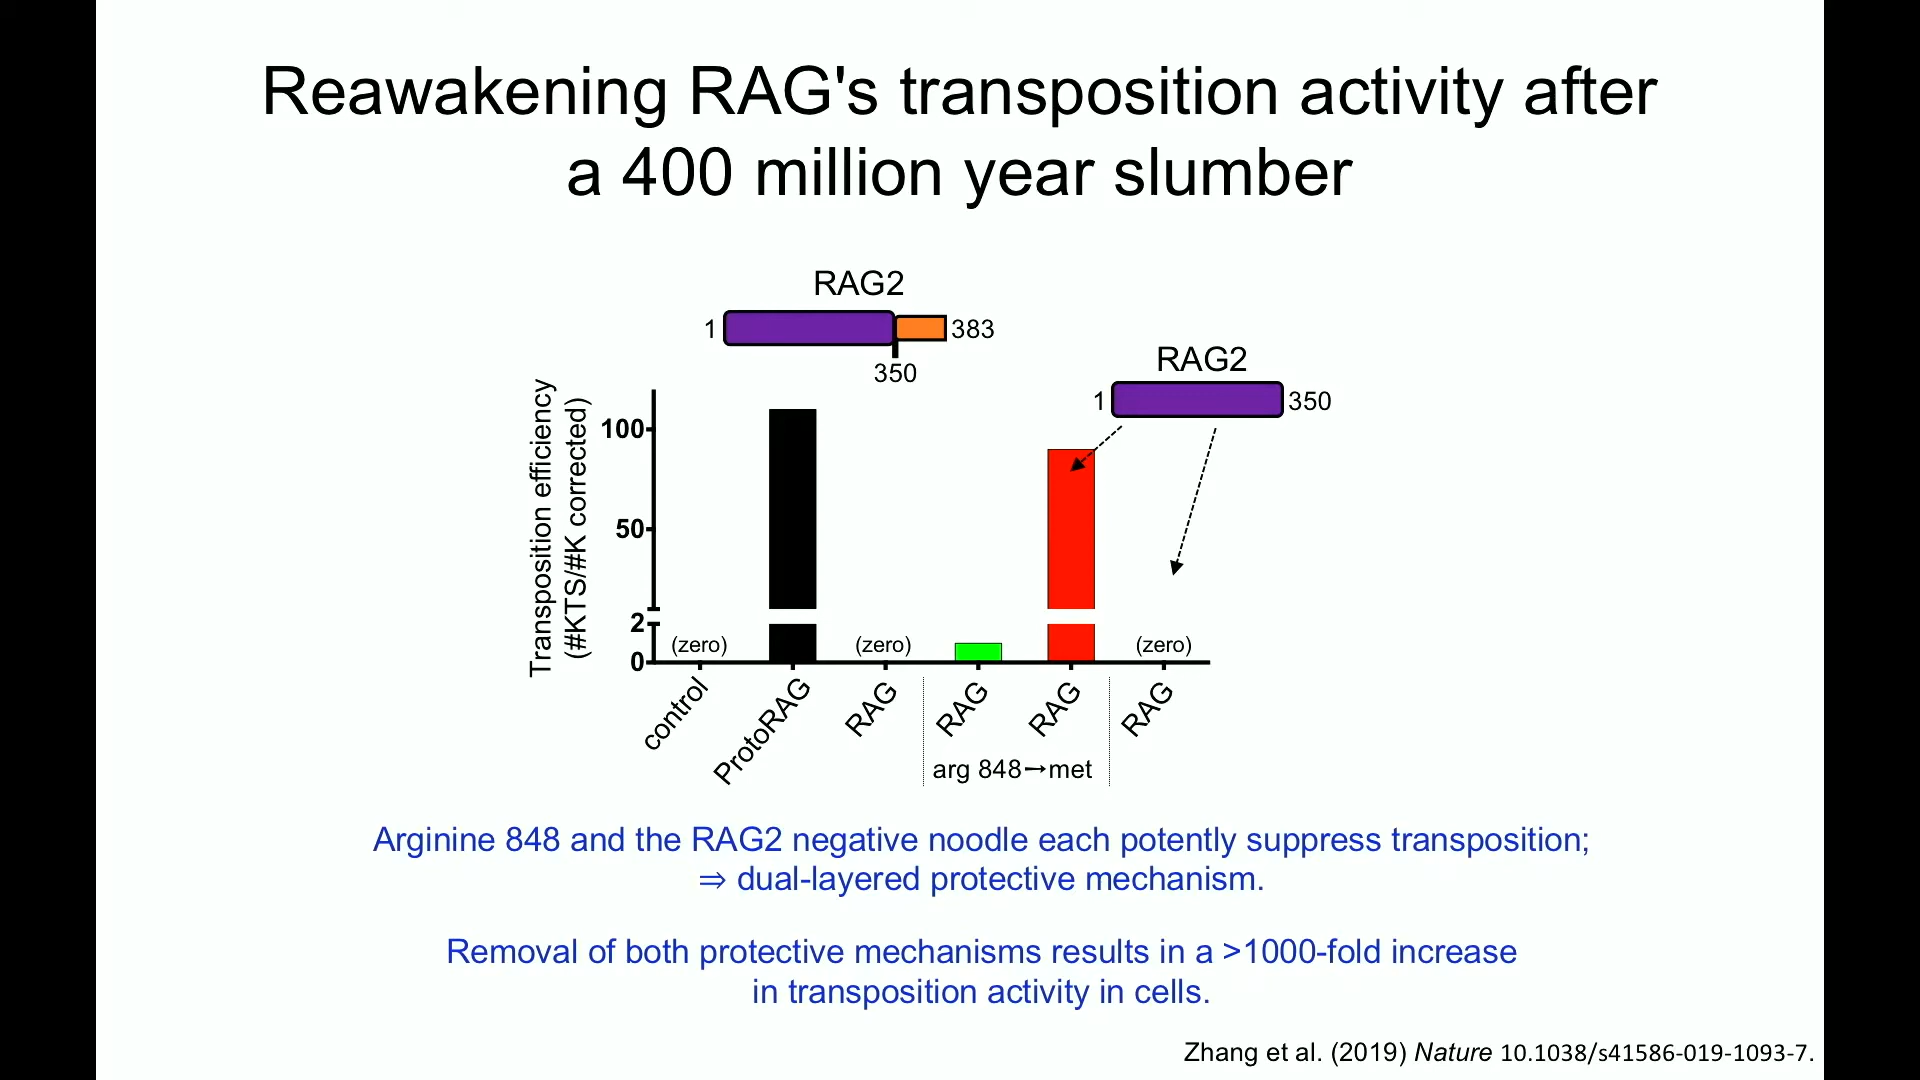 Reawakening RAG's transposition activity after
a 400 million year slumber
RAG2
1
383
350
RAG2
1
350
Transposition efficiency
(#KTS/#K corrected)
100
50
2
0
(zero)
(zero)
(zero)
control
ProtoRAG
RAG
RAG
RAG
RAG
arg 848→met
Arginine 848 and the RAG2 negative noodle each potently suppress transposition;
⇒ dual-layered protective mechanism.
Removal of both protective mechanisms results in a >1000-fold increase
in transposition activity in cells.
Zhang et al. (2019) Nature 10.1038/s41586-019-1093-7.